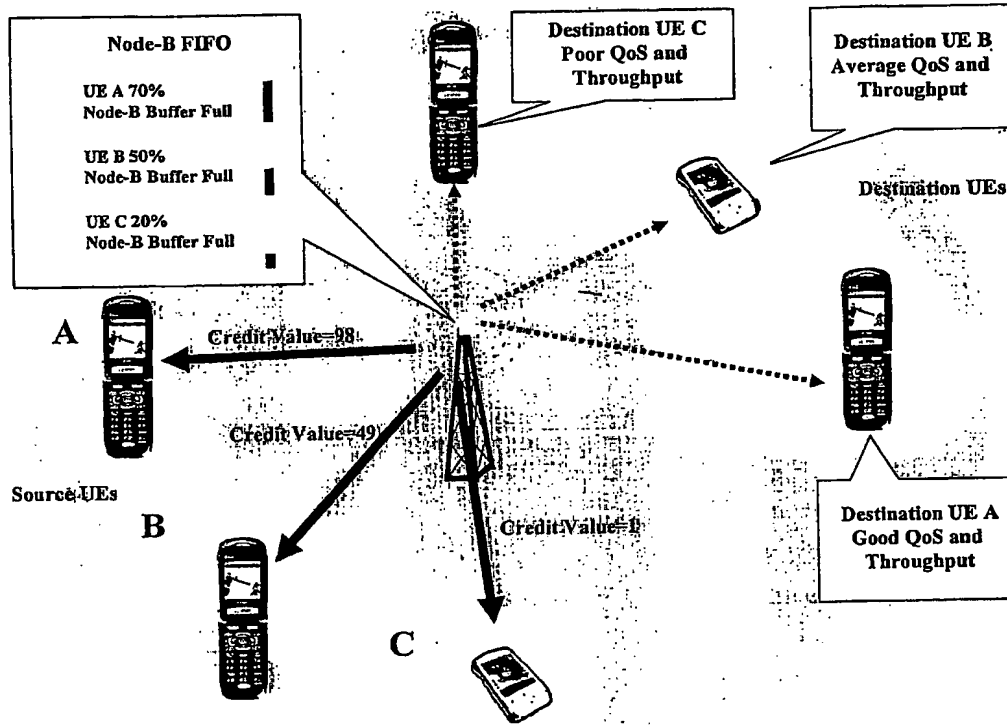 Node-B FIFO
UE A 70%
Node-B Buffer Full
UE B 50%
Node-B Buffer Full
UE C 20%
Node-B Buffer Full
Destination UE C
Poor QoS and
Throughput
Destination UE B
Average QoS and
Throughput
Destination UEs
A
Credit Value=98
Credit Value=49
Source UEs
B
Credit Value=1
Destination UE A
Good QoS and
Throughput
C